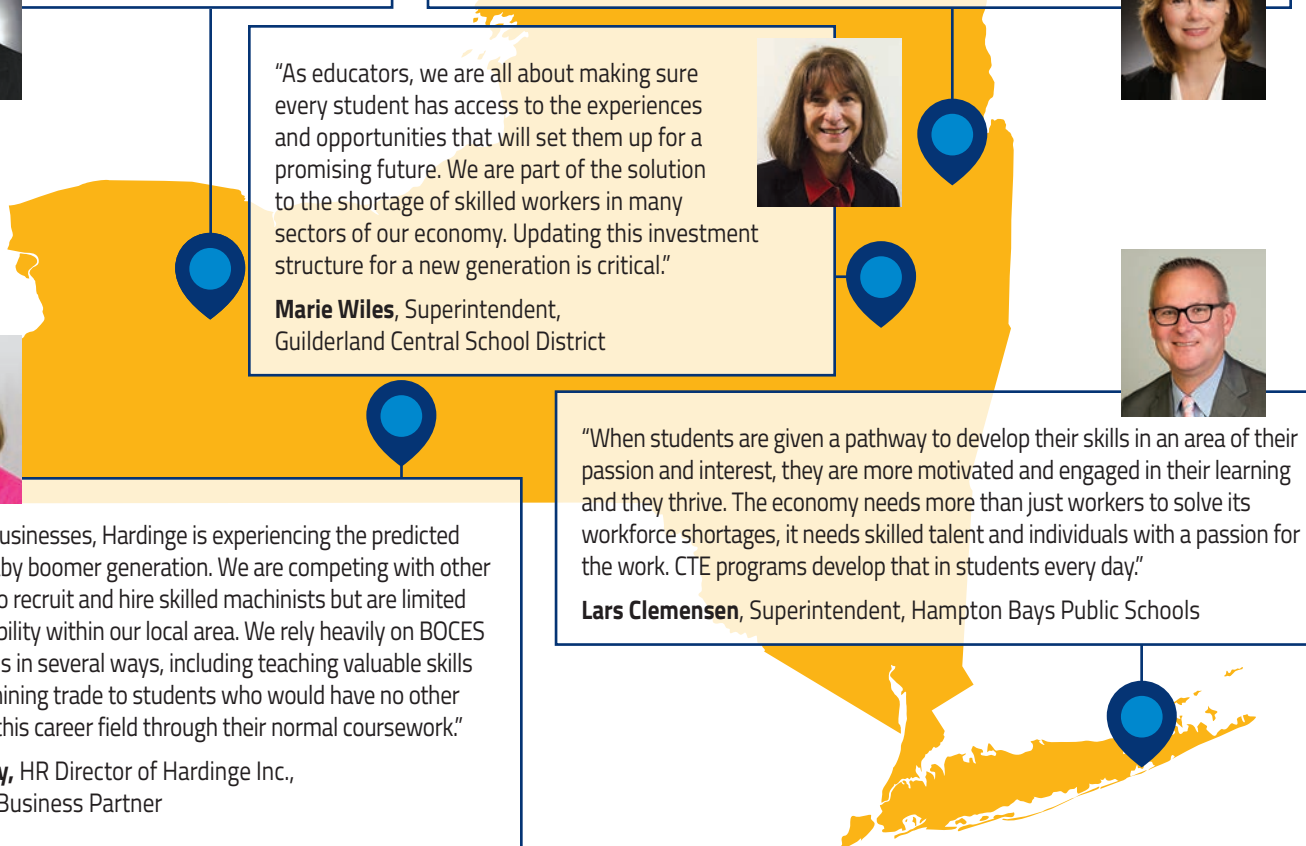 “As educators, we are all about making sure
every student has access to the experiences
and opportunities that will set them up for a
promising future. We are part of the solution
to the shortage of skilled workers in many
sectors of our economy. Updating this investment
structure for a new generation is critical.”
Marie Wiles, Superintendent,
Guilderland Central School District
“When students are given a pathway to develop their skills in an area of their
passion and interest, they are more motivated and engaged in their learning
and they thrive. The economy needs more than just workers to solve its
workforce shortages, it needs skilled talent and individuals with a passion for
the work. CTE programs develop that in students every day.”
Lars Clemensen, Superintendent, Hampton Bays Public Schools
usinesses, Hardinge is experiencing the predicted
by boomer generation. We are competing with other
o recruit and hire skilled machinists but are limited
bility within our local area. We rely heavily on BOCES
s in several ways, including teaching valuable skills
ining trade to students who would have no other
this career field through their normal coursework.”
y, HR Director of Hardinge Inc.,
Business Partner